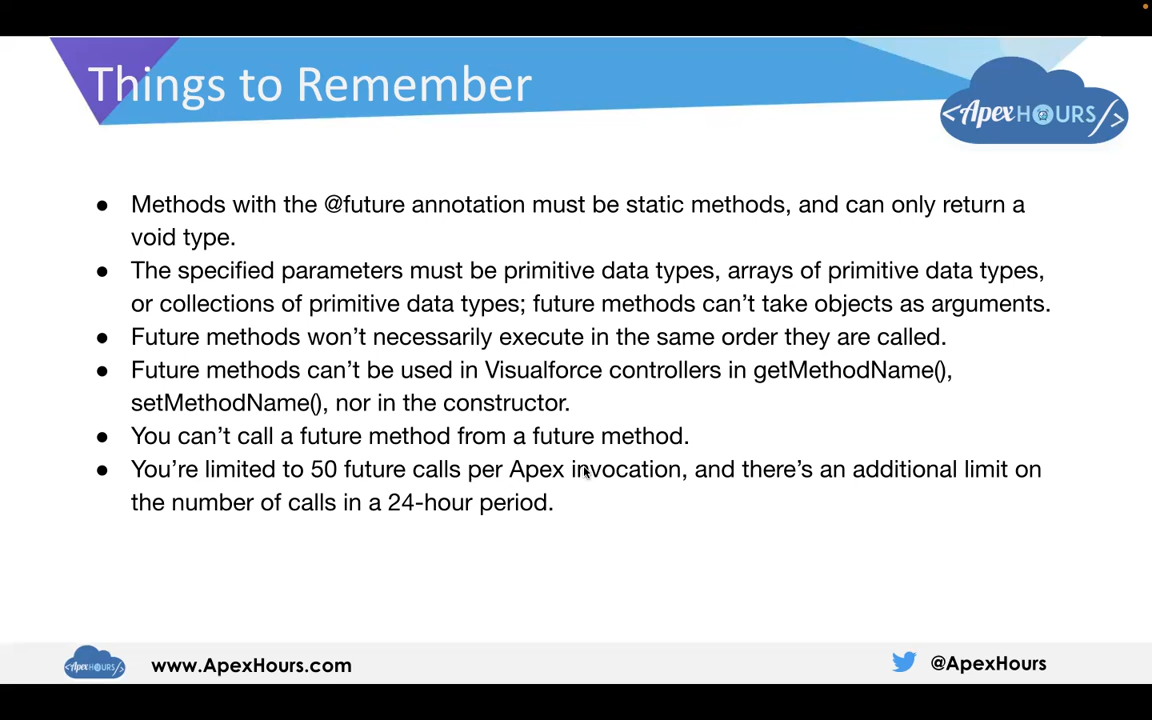 Things to Remember
<ApexHOURS/>
● Methods with the @future annotation must be static methods, and can only return a
void type.
● The specified parameters must be primitive data types, arrays of primitive data types,
or collections of primitive data types; future methods can’t take objects as arguments.
● Future methods won’t necessarily execute in the same order they are called.
● Future methods can’t be used in Visualforce controllers in getMethodName(),
setMethodName(), nor in the constructor.
● You can’t call a future method from a future method.
● You’re limited to 50 future calls per Apex invocation, and there’s an additional limit on
the number of calls in a 24-hour period.
<ApexHOURS/>
www.ApexHours.com
@ApexHours